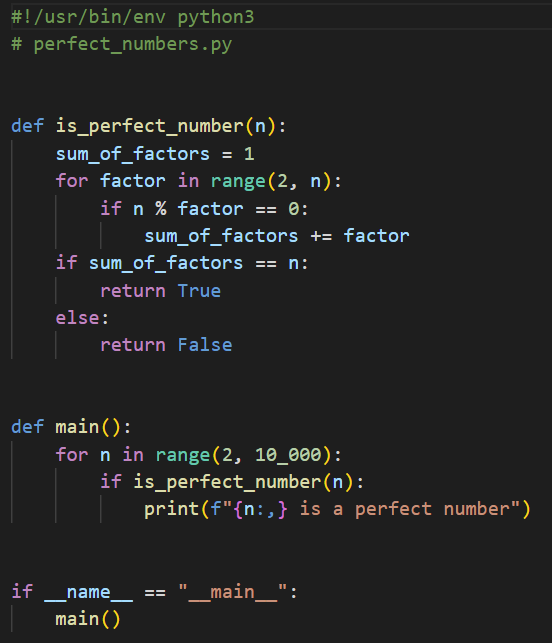 #!/usr/bin/env python3
# perfect_numbers.py
def is_perfect_number(n):
    sum_of_factors = 1
    for factor in range(2, n):
        if n % factor == 0:
            sum_of_factors += factor
    if sum_of_factors == n:
        return True
    else:
        return False
def main():
    for n in range(2, 10_000):
        if is_perfect_number(n):
            print(f"{n:,} is a perfect number")
if __name__ == "__main__":
    main()